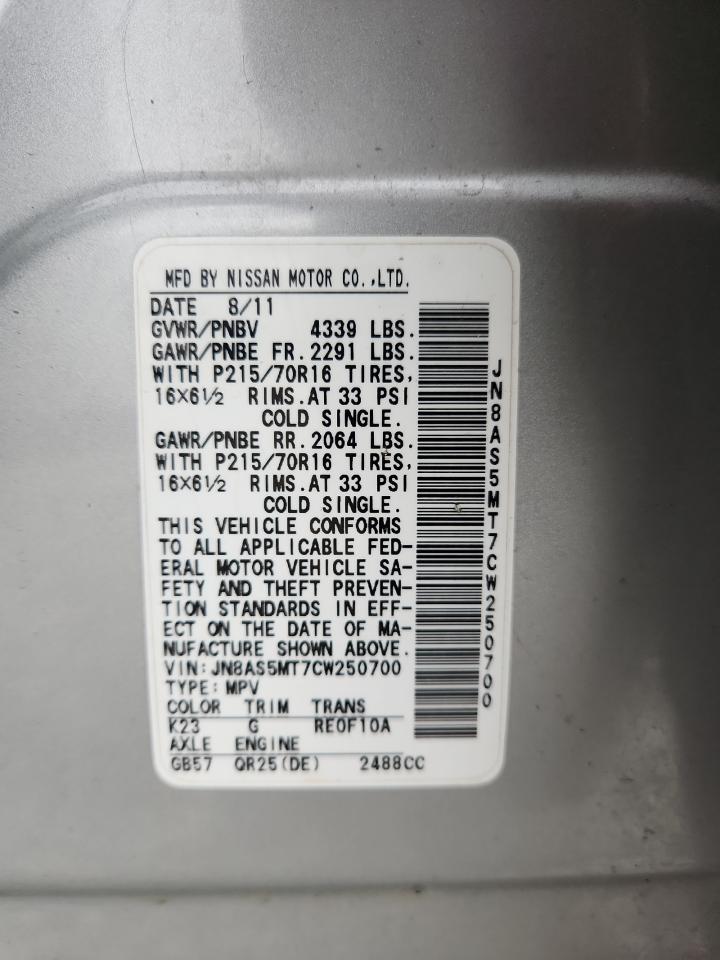 MFD BY NISSAN MOTOR CO.,LTD.
DATE 8/11
GVWR/PNBV 4339 LBS.
GAWR/PNBE FR.2291 LBS.
WITH P215/70R16 TIRES,
16×6½ RIMS.AT 33 PSI
COLD SINGLE.
GAWR/PNBE RR.2064 LBS.
WITH P215/70R16 TIRES,
16×6½ RIMS.AT 33 PSI
COLD SINGLE.
THIS VEHICLE CONFORMS
TO ALL APPLICABLE FED-
ERAL MOTOR VEHICLE SA-
FETY AND THEFT PREVEN-
TION STANDARDS IN EFF-
ECT ON THE DATE OF MA-
NUFACTURE SHOWN ABOVE.
VIN:JN8AS5MT7CW250700
TYPE:MPV
COLOR TRIM TRANS
K23 G RE0F10A
AXLE ENGINE
GB57 QR25(DE) 2488CC
JN8AS5MT7CW250700